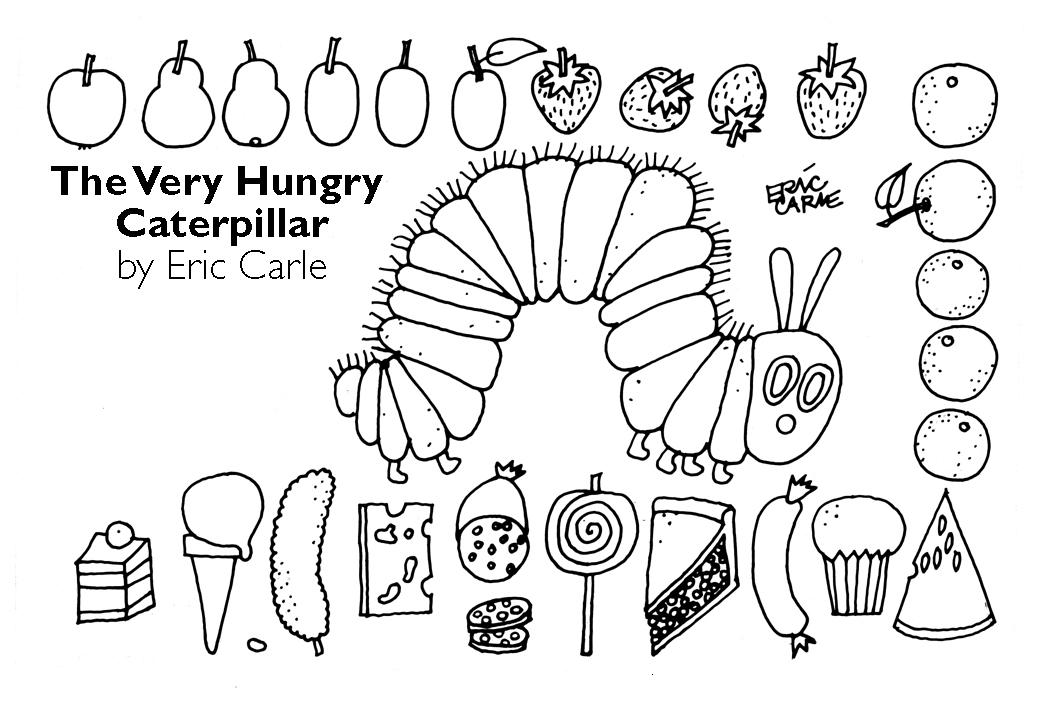 The Very Hungry
Caterpillar
by Eric Carle
ERIC
CARLE